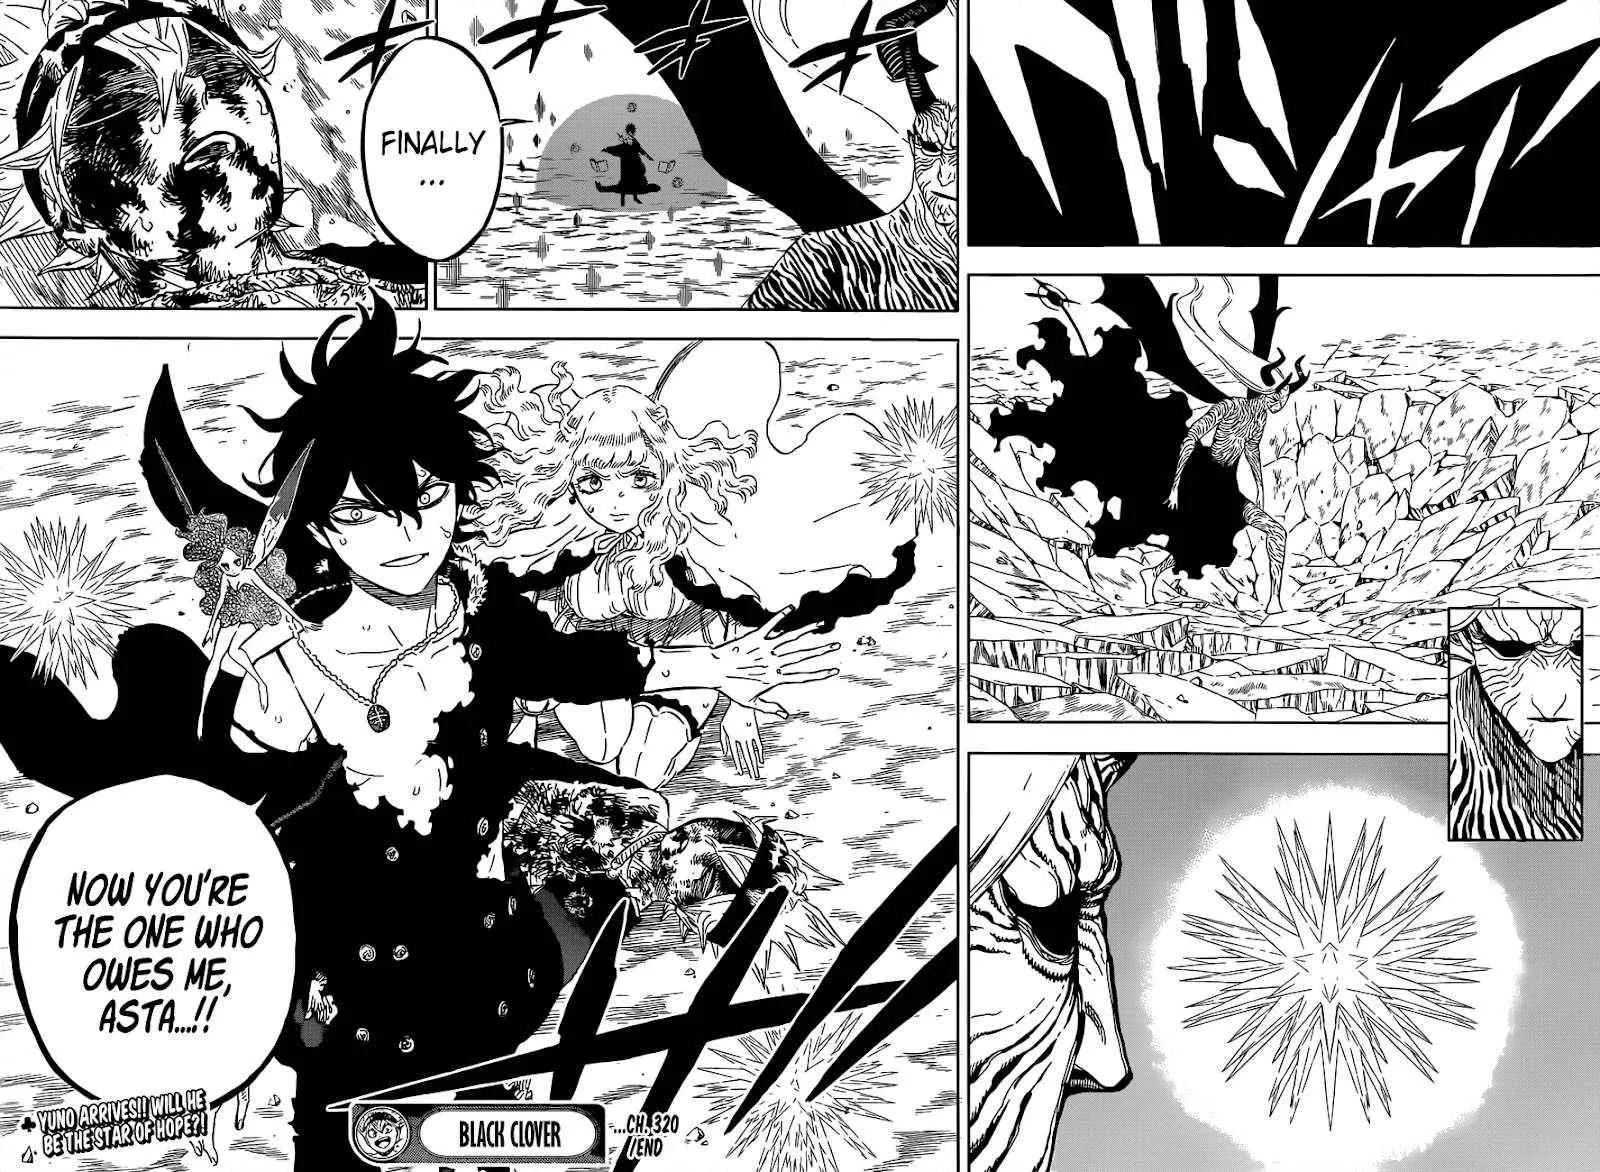 FINALLY
...
NOW YOU'RE
THE ONE WHO
OWES ME,
ASTA...!!
YUNO ARRIVES!! WILL HE
BE THE STAR OF HOPE?!
BLACK CLOVER
...CH. 320
/END